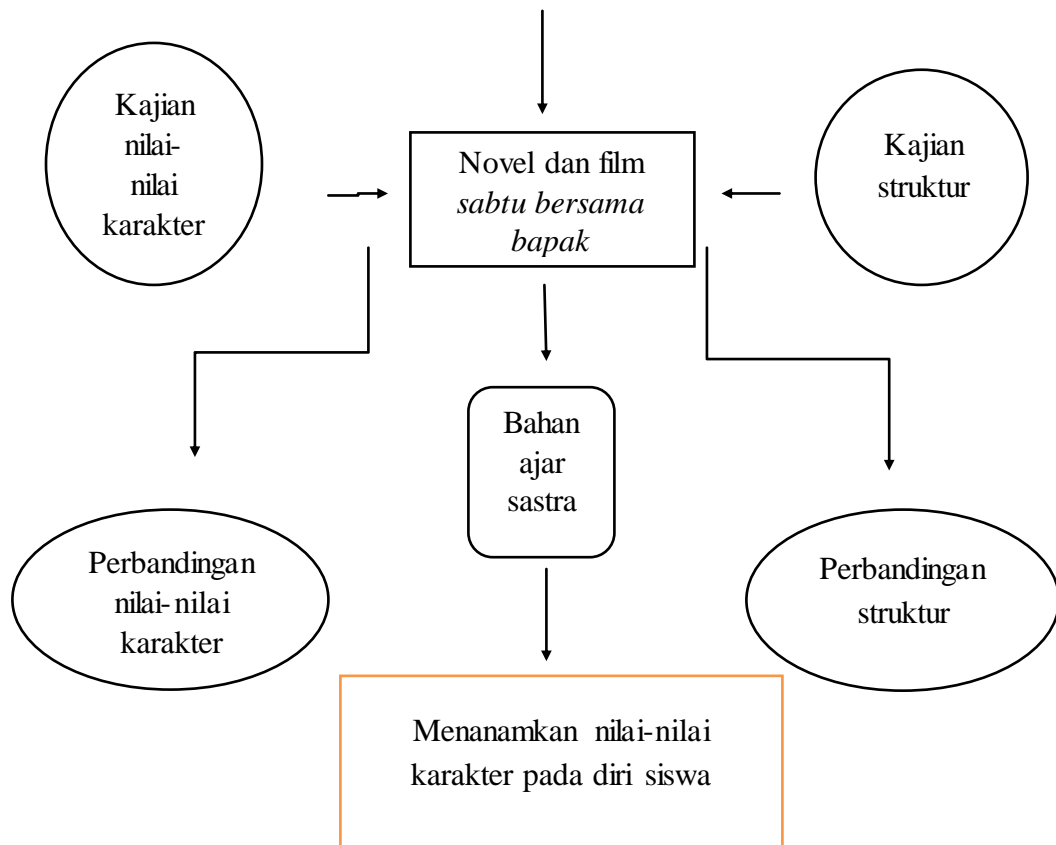 Kajian
nilai-
nilai
karakter
Novel dan film
sabtu bersama
bapak
Kajian
struktur
Bahan
ajar
sastra
Perbandingan
nilai-nilai
karakter
Perbandingan
struktur
Menanamkan nilai-nilai
karakter pada diri siswa